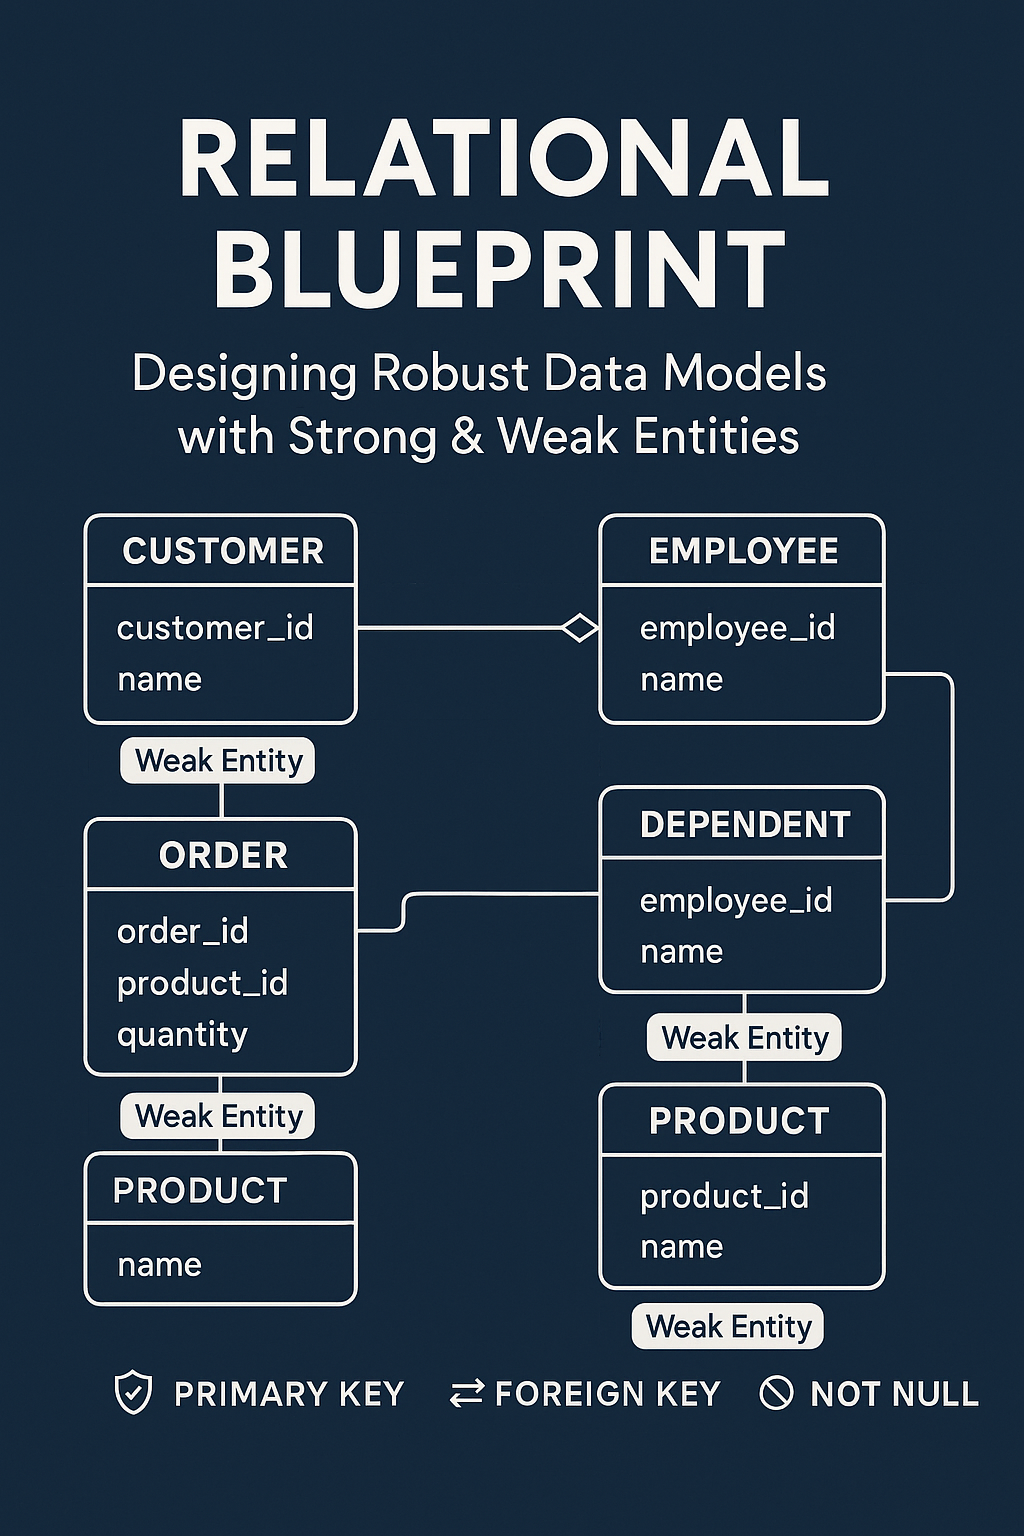 RELATIONAL
BLUEPRINT
Designing Robust Data Models
with Strong & Weak Entities
CUSTOMER
customer_id
name
Weak Entity
ORDER
order_id
product_id
quantity
Weak Entity
PRODUCT
name
EMPLOYEE
employee_id
name
DEPENDENT
employee_id
name
Weak Entity
PRODUCT
product_id
name
Weak Entity
PRIMARY KEY
FOREIGN KEY
NOT NULL